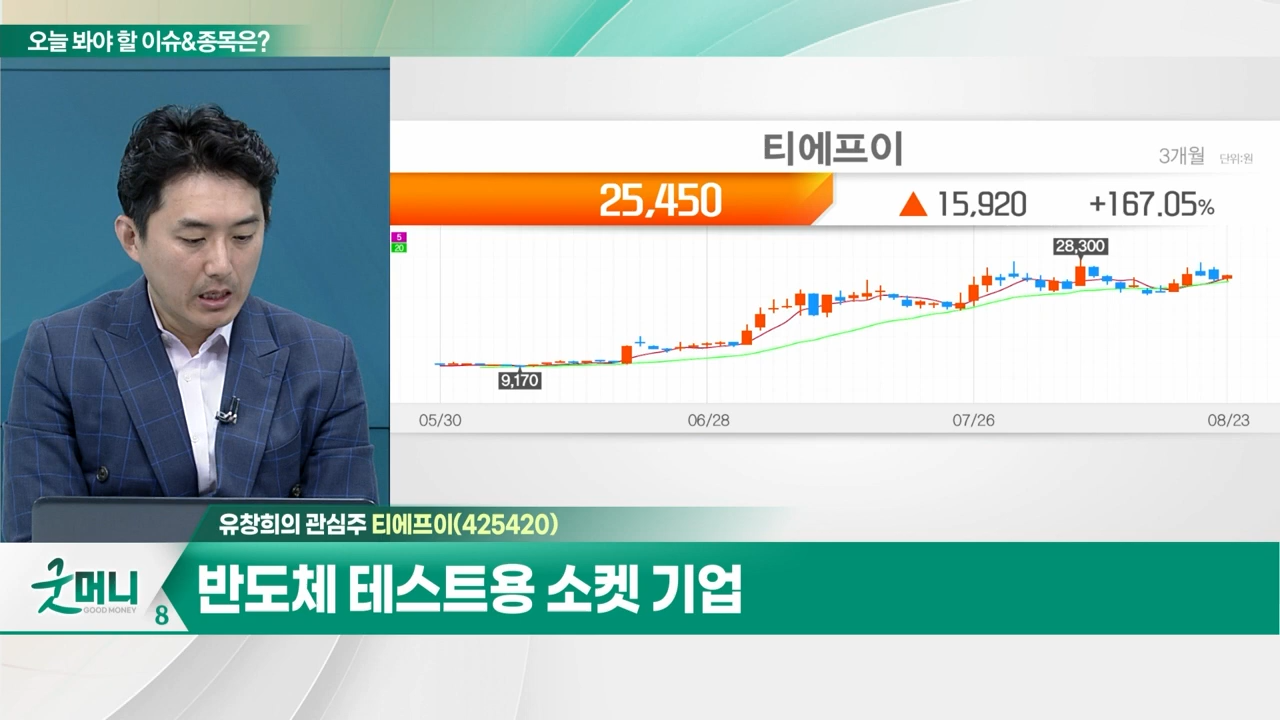 오늘 봐야 할 이슈&종목은?
티에프이
3개월 단위:원
25,450 ▲ 15,920 +167.05%
5
20
28,300
9,170
05/30 06/28 07/26 08/23
유창희의 관심주 티에프이(425420)
굿머니
GOOD MONEY
8
반도체 테스트용 소켓 기업